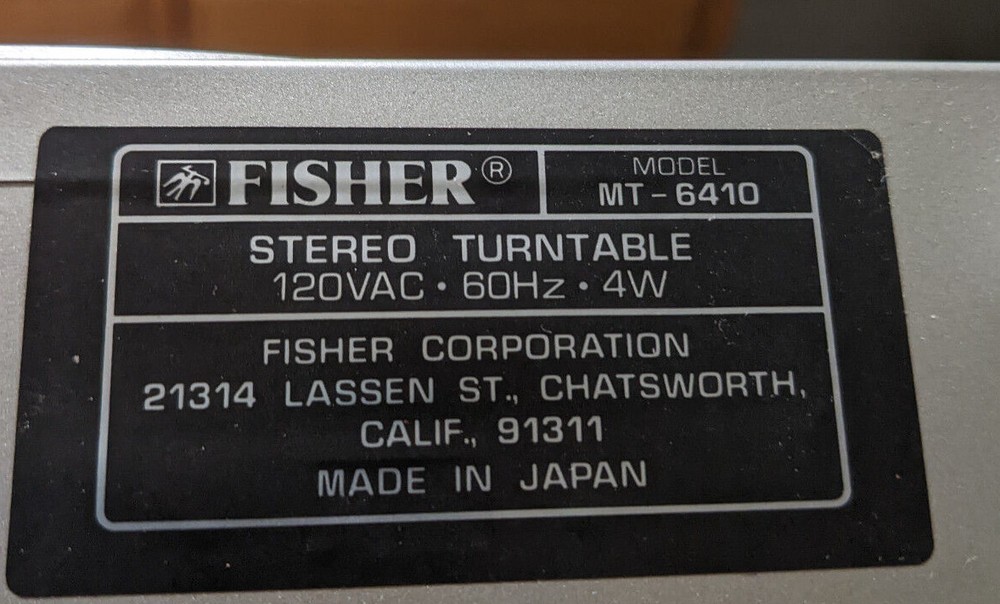 FISHER®
MODEL
MT-6410
STEREO TURNTABLE
120VAC • 60Hz • 4W
FISHER CORPORATION
21314 LASSEN ST., CHATSWORTH,
CALIF., 91311
MADE IN JAPAN